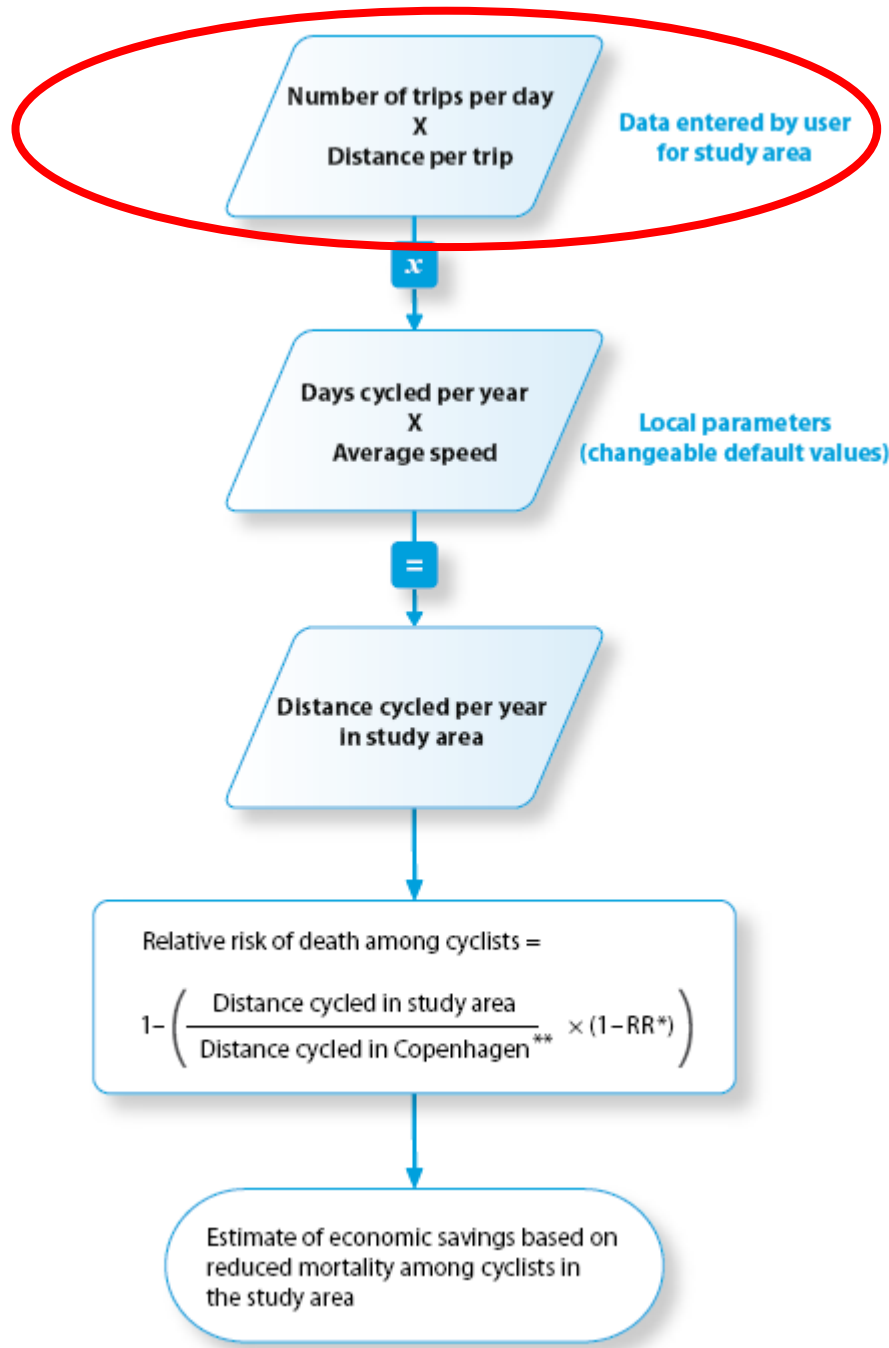 Number of trips per day
X
Distance per trip
Data entered by user
for study area
x
Days cycled per year
X
Average speed
Local parameters
(changeable default values)
=
Distance cycled per year
in study area
Relative risk of death among cyclists =
1– ( Distance cycled in study area
Distance cycled in Copenhagen** × (1–RR*) )
Estimate of economic savings based on
reduced mortality among cyclists in
the study area